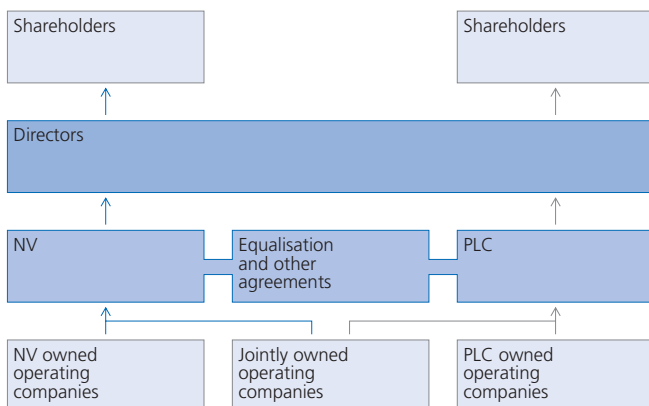 Shareholders
Shareholders
Directors
NV
Equalisation
and other
agreements
PLC
NV owned
operating
companies
Jointly owned
operating
companies
PLC owned
operating
companies